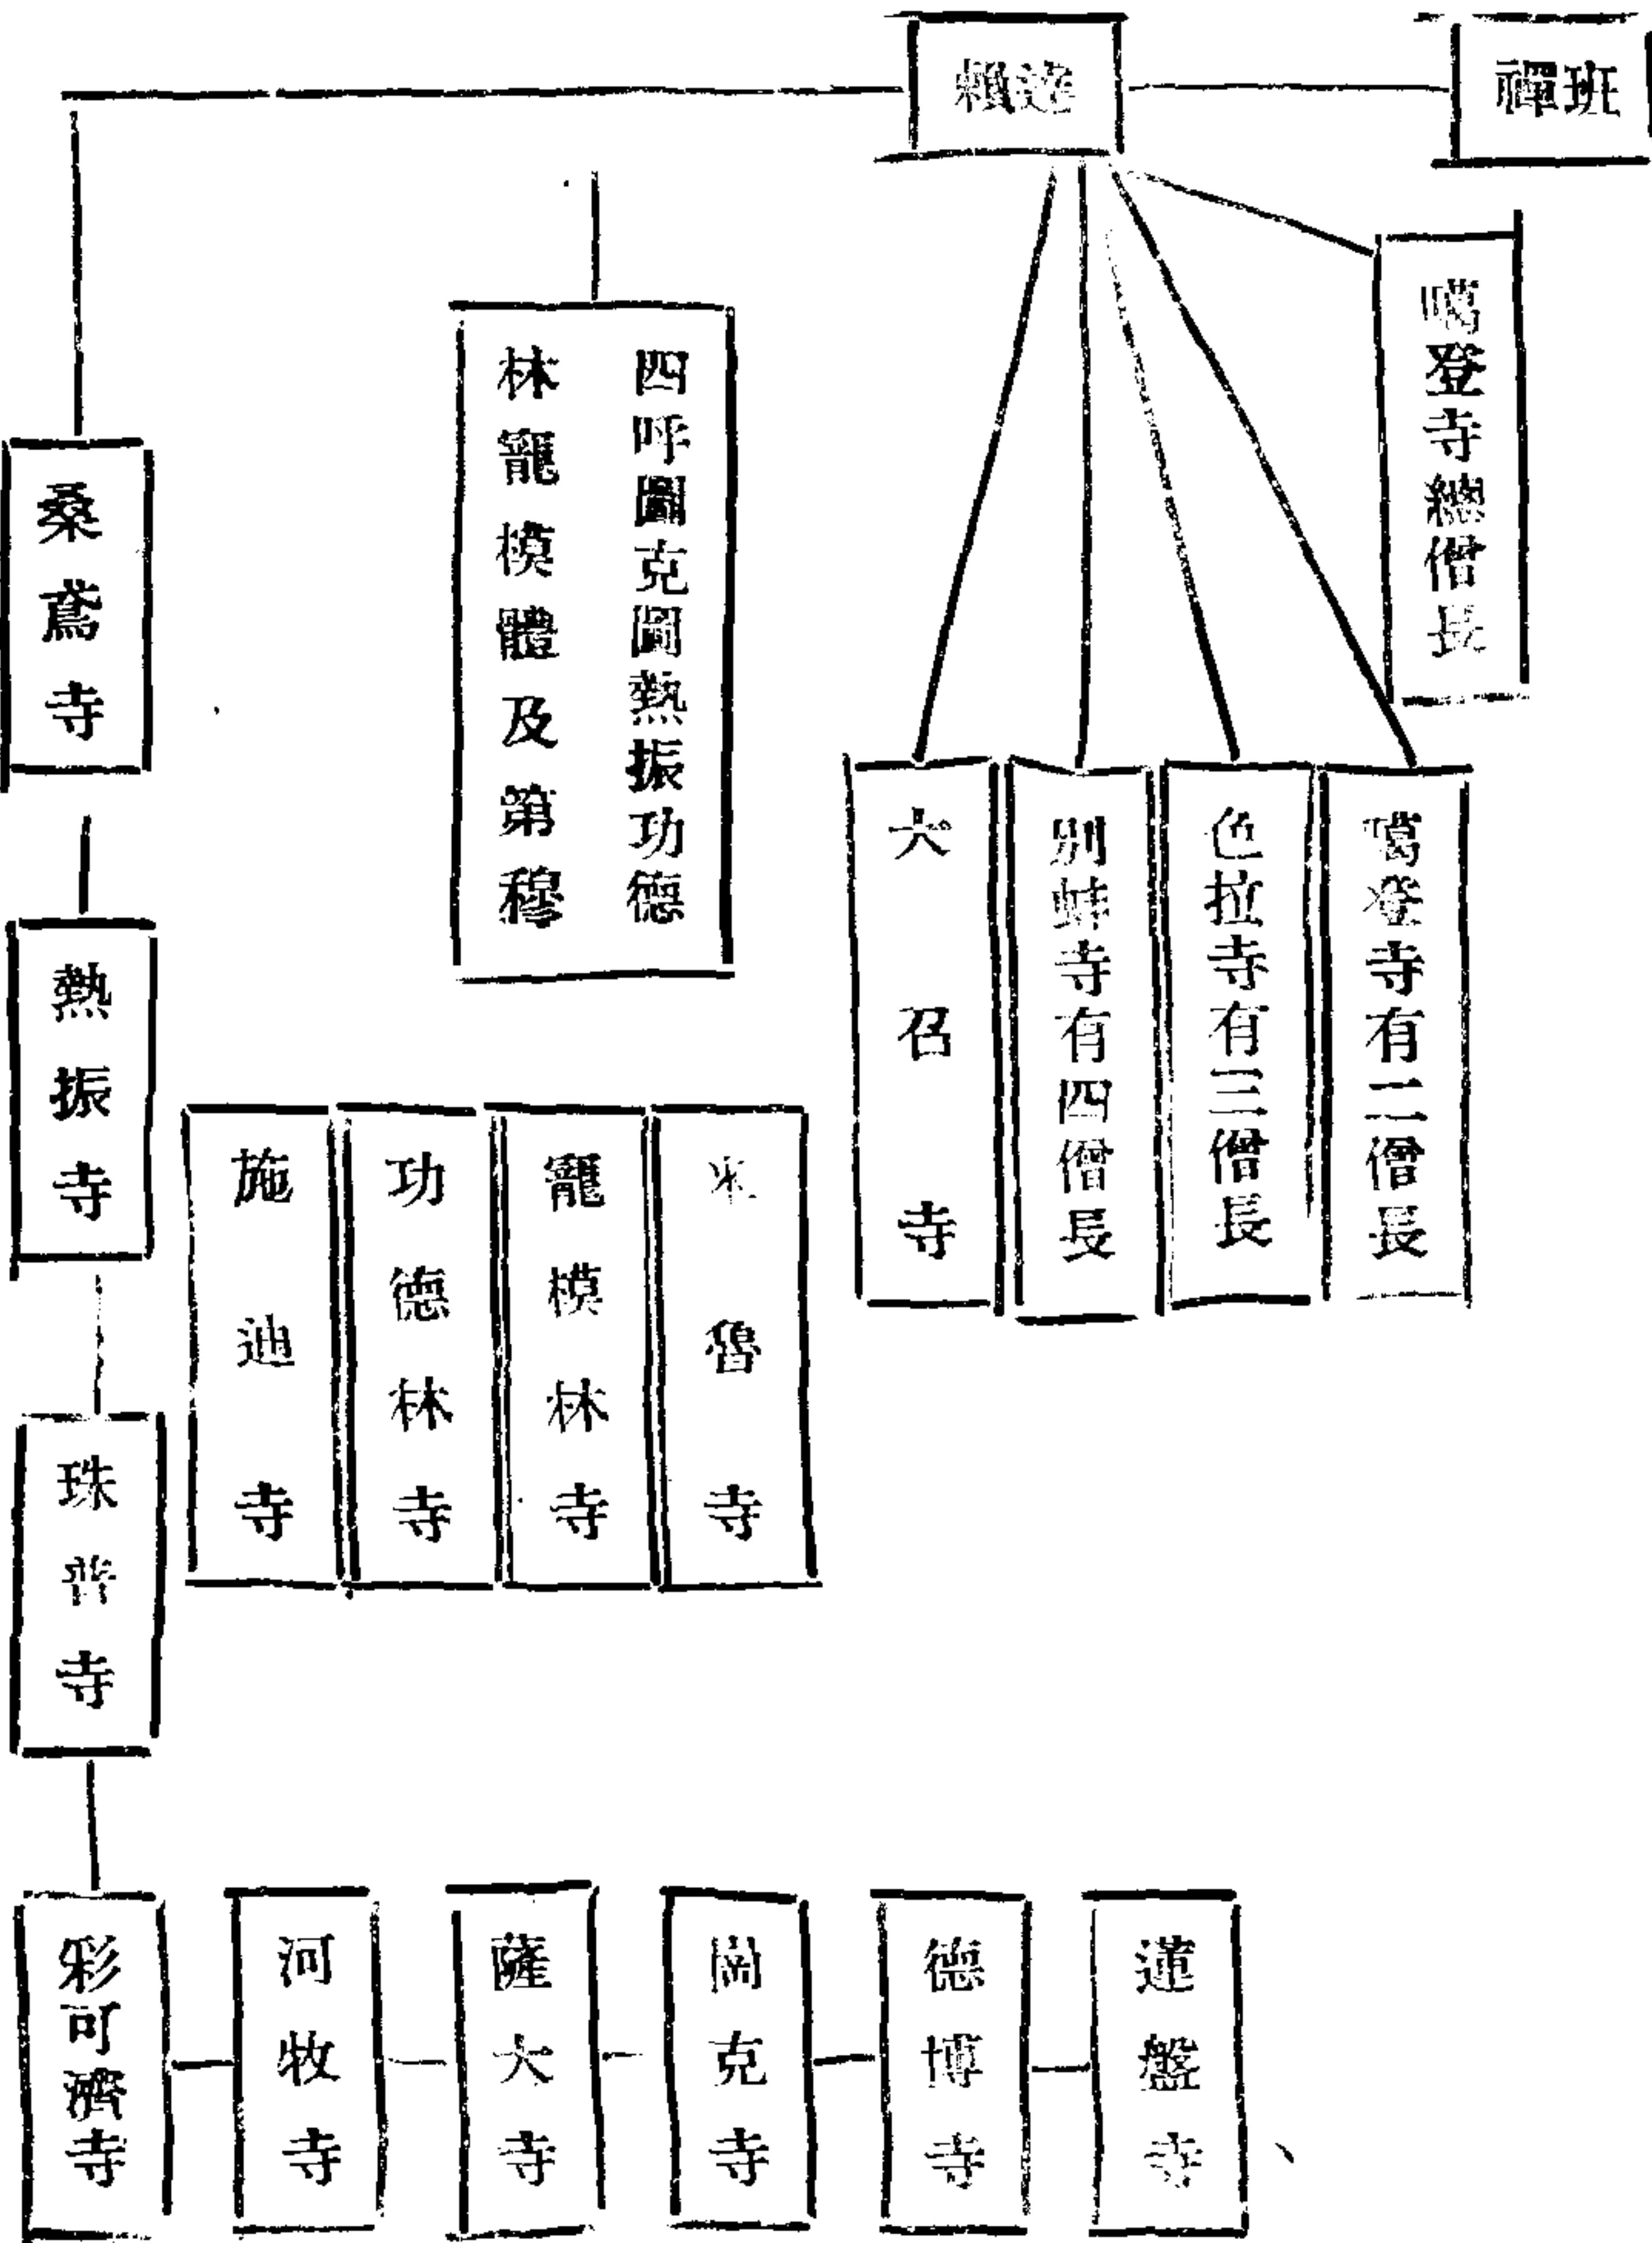 禪班
賴達
噶登寺總僧長
噶登寺有二僧長
色拉寺有三僧長
別蚌寺有四僧長
大召寺
四呼圖克圖熱振功德
林寵模體及第穆
魯寺
寵模林寺
功德林寺
施迪寺
桑鳶寺
熱振寺
珠普寺
彩可濟寺
河牧寺
薩大寺
崗克寺
德博寺
蓮盤寺